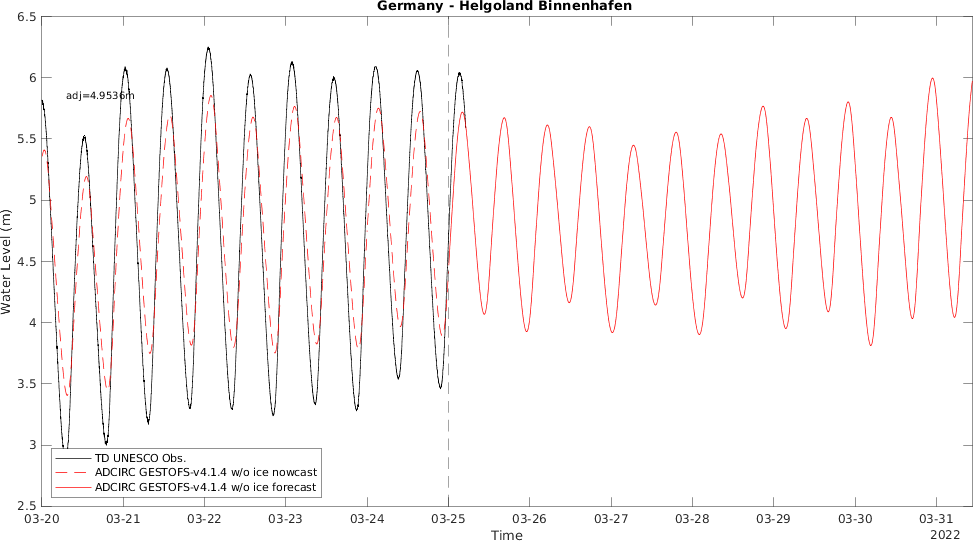 Germany - Helgoland Binnenhafen
6.5
6
5.5
5
4.5
4
3.5
3
2.5
Water Level (m)
adj=4.9536m
TD UNESCO Obs.
ADCIRC GESTOFS-v4.1.4 w/o ice nowcast
ADCIRC GESTOFS-v4.1.4 w/o ice forecast
03-20 03-21 03-22 03-23 03-24 03-25 03-26 03-27 03-28 03-29 03-30 03-31
Time
2022